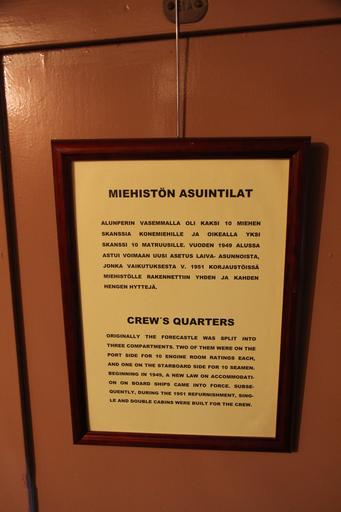 MIEHISTÖN ASUINTILAT
ALUNPERIN VASEMMALLA OLI KAKSI 10 MIEHEN
SKANSSIA KONEMIEHILLE JA OIKEALLA YKSI
SKANSSI 10 MATRUUSILLE. VUODEN 1949 ALUSSA
ASTUI VOIMAAN UUSI ASETUS LAIVA- ASUNNOISTA,
JONKA VAIKUTUKSESTA V. 1951 KORJAUSTÖISSÄ
MIEHISTÖLLE RAKENNETTIIN YHDEN JA KAHDEN
HENGEN HYTTEJÄ.
CREW´S QUARTERS
ORIGINALLY THE FORECASTLE WAS SPLIT INTO
THREE COMPARTMENTS. TWO OF THEM WERE ON THE
PORT SIDE FOR 10 ENGINE ROOM RATINGS EACH,
AND ONE ON THE STARBOARD SIDE FOR 10 SEAMEN.
BEGINNING IN 1949, A NEW LAW ON ACCOMMODATI-
ON ON BOARD SHIPS CAME INTO FORCE. SUBSE-
QUENTLY, DURING THE 1951 REFURNISHMENT, SING-
LE AND DOUBLE CABINS WERE BUILT FOR THE CREW.